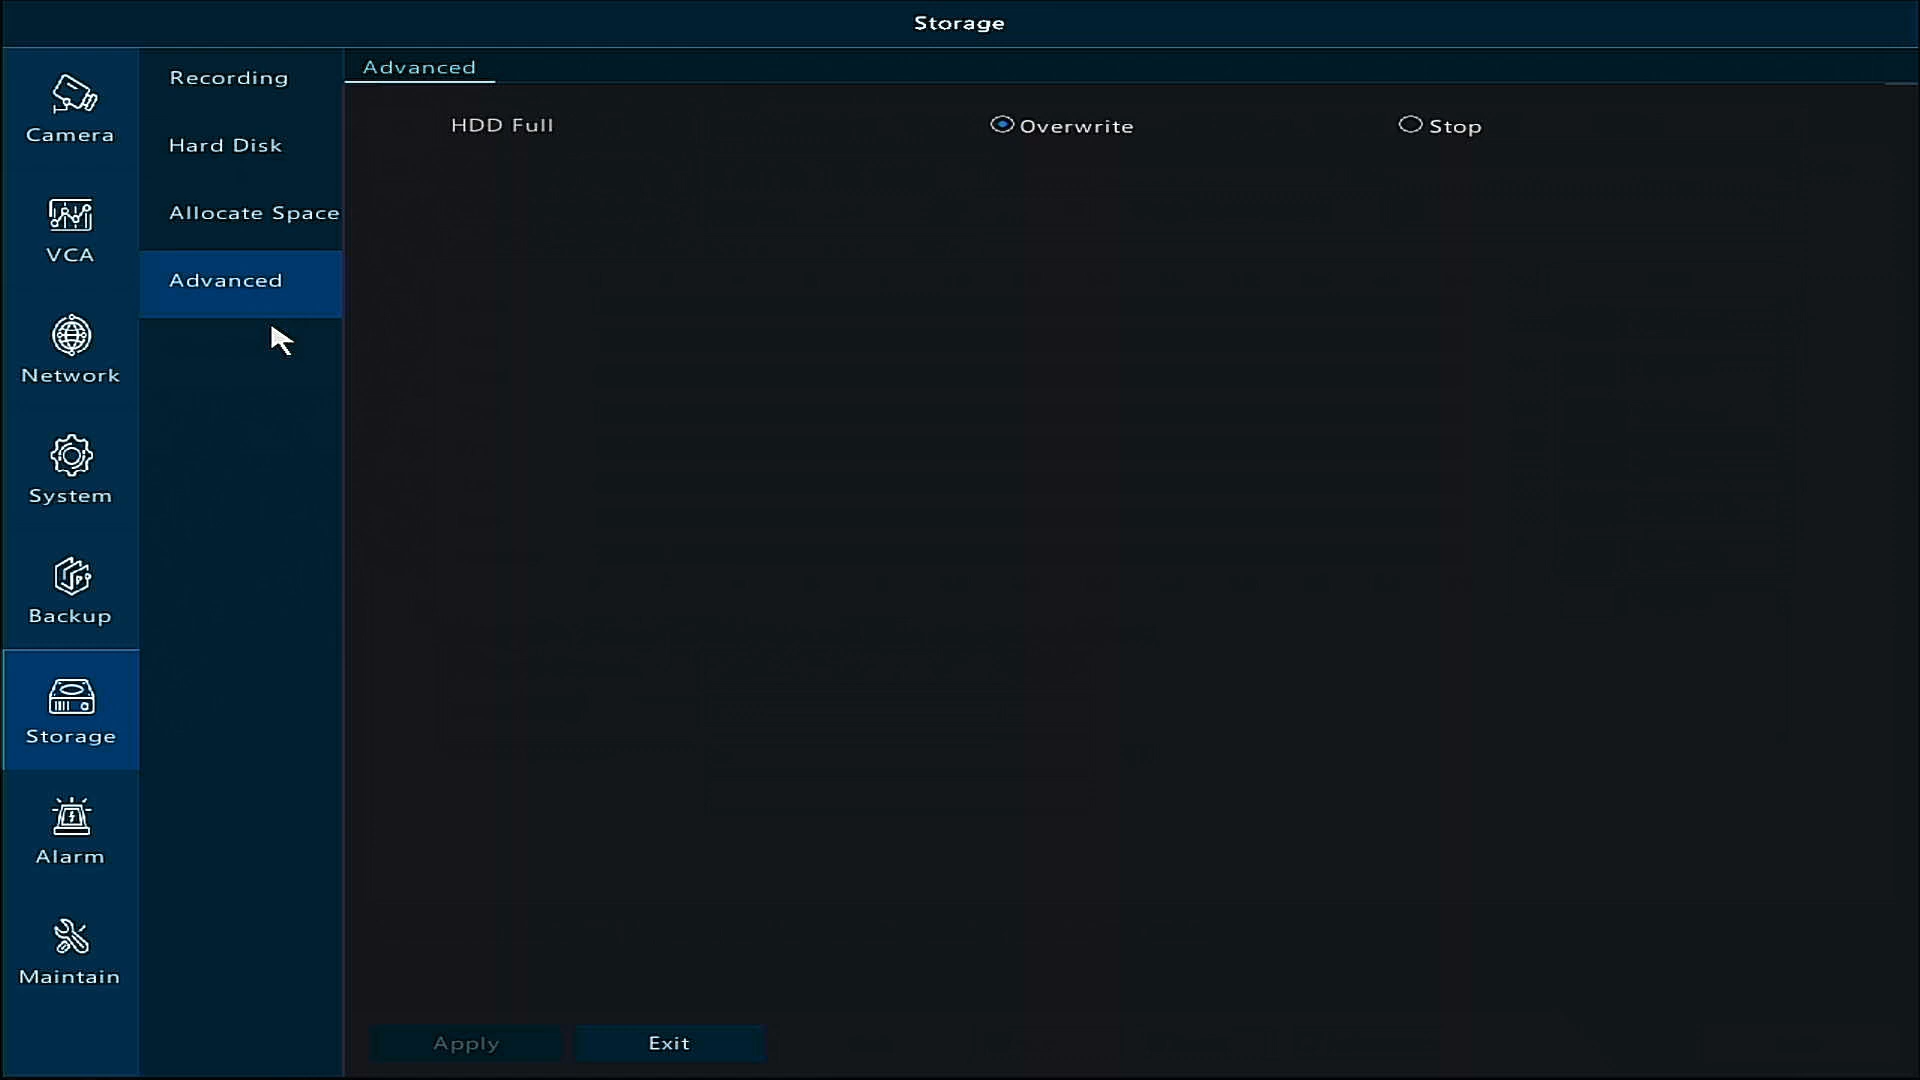 Storage
Camera
VCA
Network
System
Backup
Storage
Alarm
Maintain
Recording
Hard Disk
Allocate Space
Advanced
Advanced
HDD Full
Overwrite
Stop
Apply
Exit